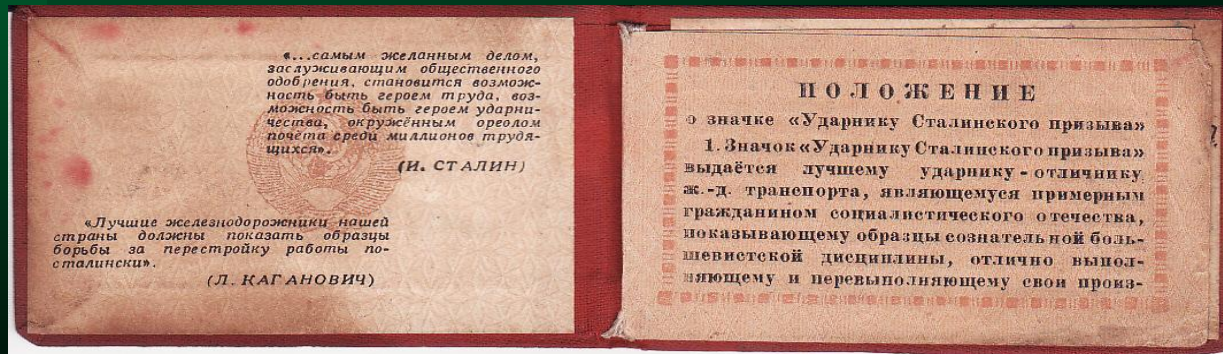 «...самым желанным делом,
заслуживающим общественного
одобрения, становится возмож-
ность быть героем труда, воз-
можность быть героем ударни-
чества, окружённым ореолом
почёта среди миллионов трудя-
щихся».
(И. СТАЛИН)
«Лучшие железнодорожники нашей
страны должны показать образцы
борьбы за перестройку работы по-
сталински».
(Л. КАГАНОВИЧ)
ПОЛОЖЕНИЕ
о значке «Ударнику Сталинского призыва»
1. Значок «Ударнику Сталинского призыва»
выдаётся лучшему ударнику-отличнику
ж.-д. транспорта, являющемуся примерным
гражданином социалистического отечества,
показывающему образцы сознательной боль-
шевистской дисциплины, отлично выпол-
няющему и перевыполняющему свои произ-